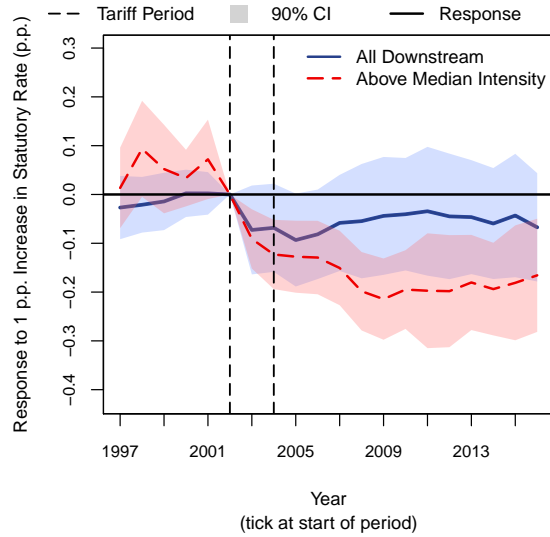 Tariff Period 90% CI Response
All Downstream
Above Median Intensity
Response to 1 p.p. Increase in Statutory Rate (p.p.)
0.3
0.2
0.1
0.0
−0.1
−0.2
−0.3
−0.4
1997 2001 2005 2009 2013
Year
(tick at start of period)